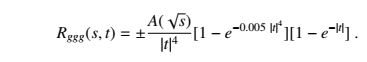 R_{ggg}(s,t) = ±\frac{A(\sqrt{s})}{|t|^4}[1 − e^{−0.005 |t|^4}][1 − e^{−|t|}] .